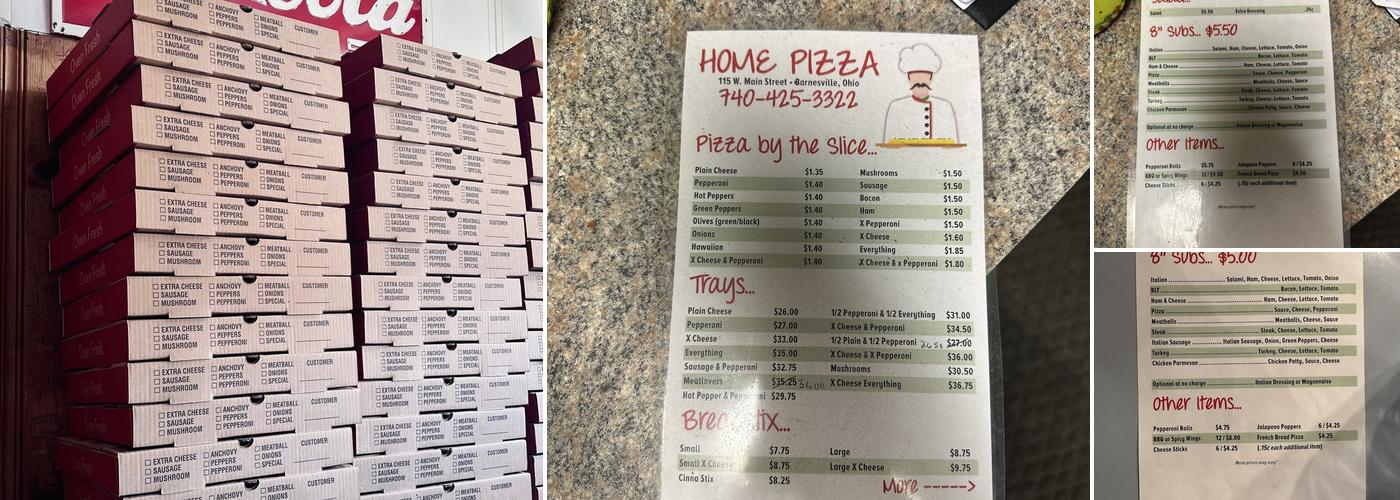 Oven Fresh
EXTRA CHEESE
SAUSAGE
MUSHROOM
ANCHOVY
PEPPERS
PEPPERONI
MEATBALL
ONIONS
SPECIAL
CUSTOMER
HOME PIZZA
115 W. Main Street • Barnesville, Ohio
740-425-3322
Pizza by the Slice...
Plain Cheese $1.35 Mushrooms $1.50
Pepperoni $1.40 Sausage $1.50
Hot Peppers $1.40 Bacon $1.50
Green Peppers $1.40 Ham $1.50
Olives (green/black) $1.40 X Pepperoni $1.50
Onions $1.40 X Cheese $1.60
Hawaiian $1.40 Everything $1.85
X Cheese & Pepperoni $1.40 X Cheese & x Pepperoni $1.80
Trays...
Plain Cheese $26.00 1/2 Pepperoni & 1/2 Everything $31.00
Pepperoni $27.00 X Cheese & Pepperoni $34.50
X Cheese $33.00 1/2 Plain & 1/2 Pepperoni 2650 $27.00
Everything $35.00 X Cheese & X Pepperoni $36.00
Sausage & Pepperoni $32.75 Mushrooms $30.50
Meatlovers $35.25 3600 X Cheese Everything $36.75
Hot Pepper & Pepperoni $29.75
Small $7.75 Large $8.75
Small X Cheese $8.75 Large X Cheese $9.75
Cinna Stix $8.25
More ----->
Salad $5.50 Extra Dressing .75¢
8" Subs... $5.50
Italian Salami, Ham, Cheese, Lettuce, Tomato, Onion
BLT Bacon, Lettuce, Tomato
Ham & Cheese Ham, Cheese, Lettuce, Tomato
Pizza Sauce, Cheese, Pepperoni
Meatballs Meatballs, Cheese, Sauce
Steak Steak, Cheese, Lettuce, Tomato
Turkey Turkey, Cheese, Lettuce, Tomato
Chicken Parmesan Chicken Patty, Sauce, Cheese
Optional at no charge Italian Dressing or Mayonnaise
Other Items...
Pepperoni Rolls $5.75 Jalapeno Poppers 6 / $4.25
BBQ or Spicy Wings 12 / $9.50 French Bread Pizza $4.50
Cheese Sticks 6 / $4.25 (.75¢ each additional item)
Menu prices may vary*
8" Subs... $5.00
Italian Salami, Ham, Cheese, Lettuce, Tomato, Onion
BLT Bacon, Lettuce, Tomato
Ham & Cheese Ham, Cheese, Lettuce, Tomato
Pizza Sauce, Cheese, Pepperoni
Meatballs Meatballs, Cheese, Sauce
Steak Steak, Cheese, Lettuce, Tomato
Italian Sausage Italian Sausage, Onion, Green Peppers, Cheese
Turkey Turkey, Cheese, Lettuce, Tomato
Chicken Parmesan Chicken Patty, Sauce, Cheese
Optional at no charge Italian Dressing or Mayonnaise
Other Items...
Pepperoni Rolls $4.75 Jalapeno Poppers 6 / $4.25
BBQ or Spicy Wings 12 / $8.00 French Bread Pizza $4.25
Cheese Sticks 6 / $4.25 (.15¢ each additional item)
Menu prices may vary*